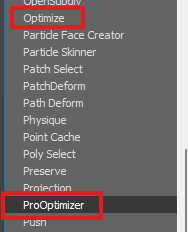 OpenSubdiv
Optimize
Particle Face Creator
Particle Skinner
Patch Select
PatchDeform
Path Deform
Physique
Point Cache
Poly Select
Preserve
Projection
ProOptimizer
Push